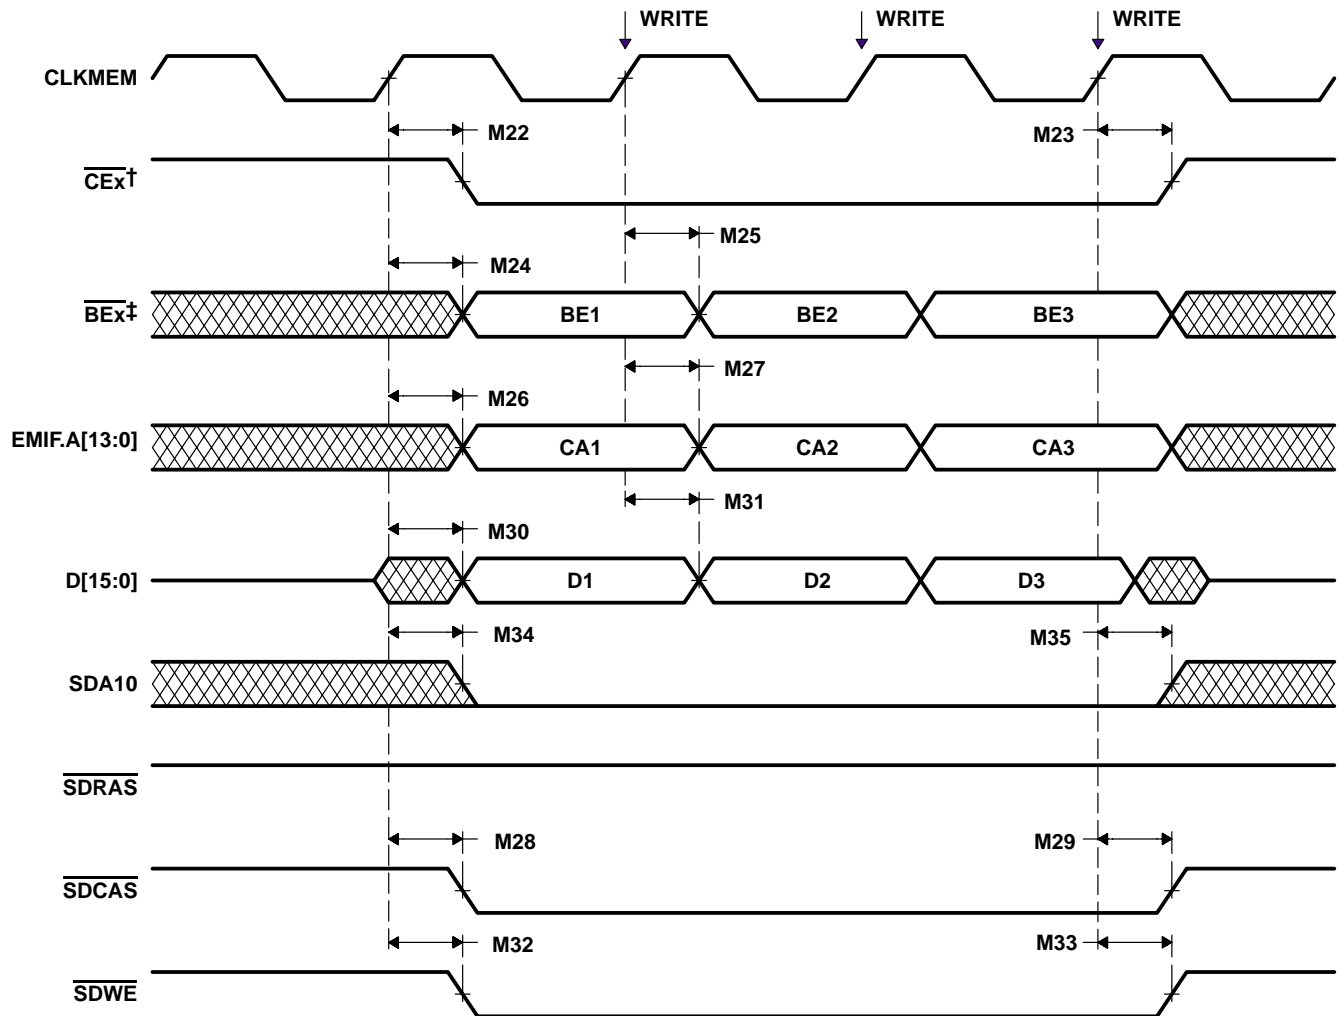 WRITE WRITE WRITE
CLKMEM
M22 M23
CEx†
M25
M24
BEx‡ BE1 BE2 BE3
M27
M26
EMIF.A[13:0] CA1 CA2 CA3
M31
M30
D[15:0] D1 D2 D3
M34 M35
SDA10
SDRAS
M28 M29
SDCAS
M32 M33
SDWE